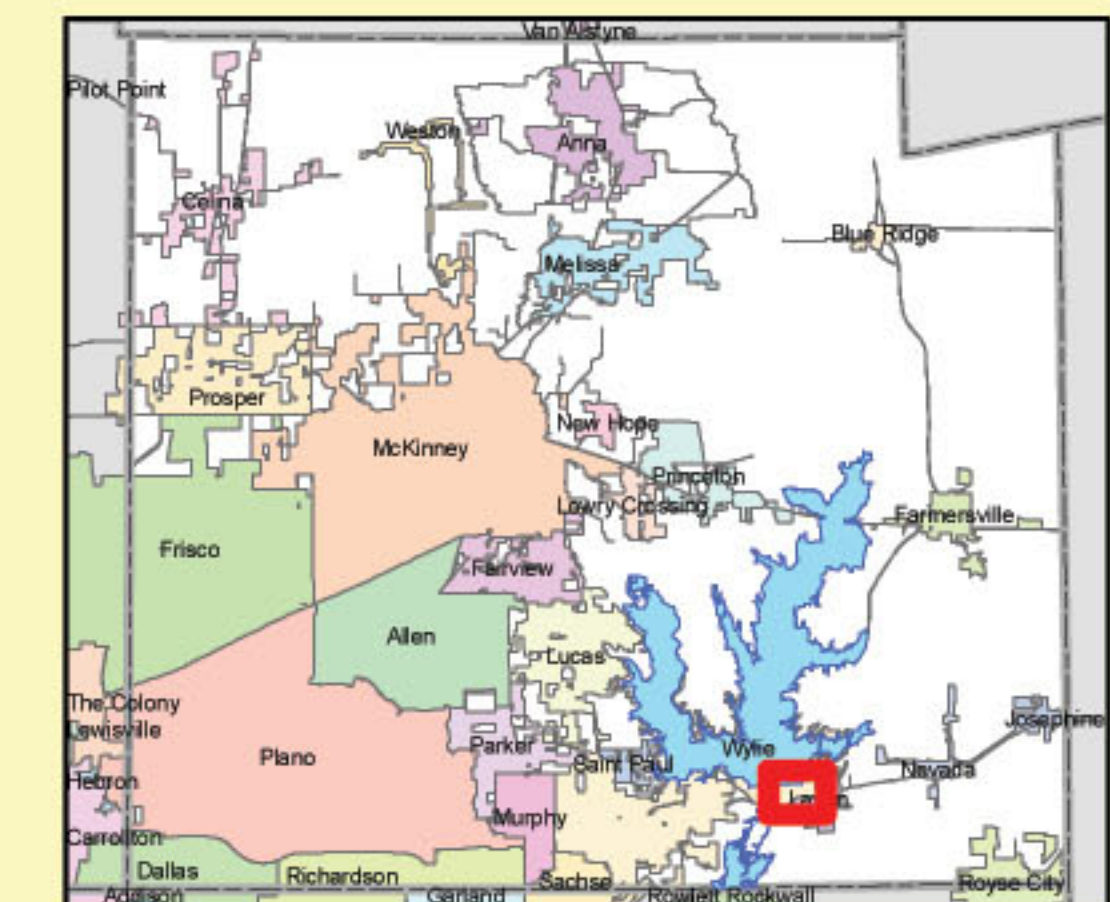 Van Alstyne
Pilot Point
Weston
Anna
Celina
Blue Ridge
Melissa
Prosper
New Hope
McKinney
Princeton
Lowry Crossing
Farmersville
Frisco
Fairview
Allen
Lucas
The Colony
Lewisville
Josephine
Parker
Wylie
Plano
Saint Paul
Nevada
Hebron
Murphy
Carrollton
Dallas
Richardson
Sachse
Royse City
Addison
Garland
Rowlett Rockwall